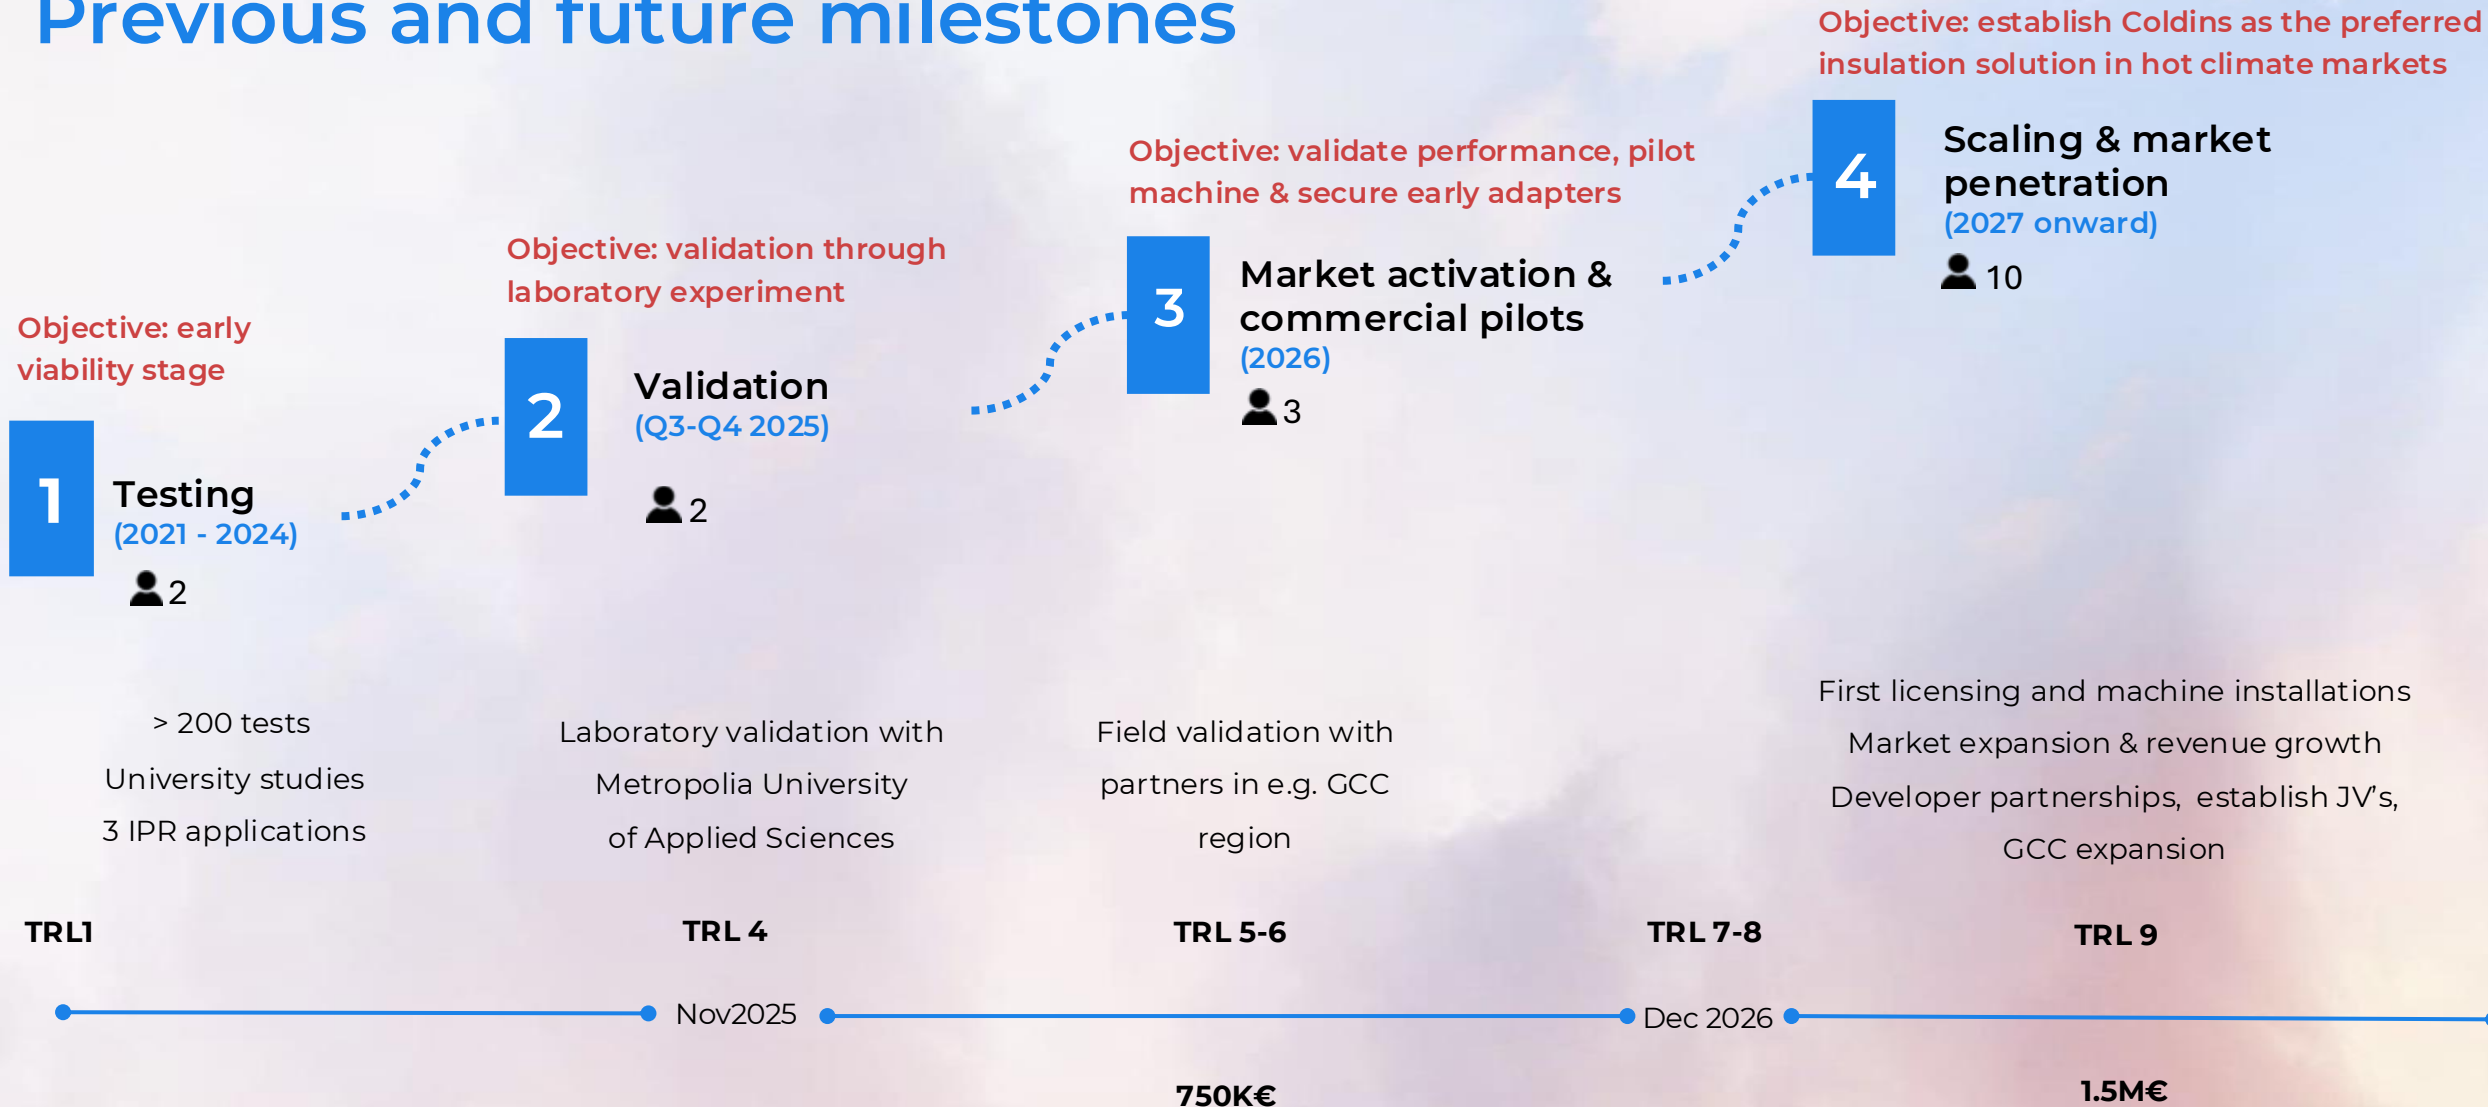 Previous and future milestones
Objective: early
viability stage
1
Testing
(2021 - 2024)
2
> 200 tests
University studies
3 IPR applications
Objective: validation through
laboratory experiment
2
Validation
(Q3-Q4 2025)
2
Laboratory validation with
Metropolia University
of Applied Sciences
Objective: validate performance, pilot
machine & secure early adapters
3
Market activation &
commercial pilots
(2026)
3
Field validation with
partners in e.g. GCC
region
Objective: establish Coldins as the preferred
insulation solution in hot climate markets
4
Scaling & market
penetration
(2027 onward)
10
First licensing and machine installations
Market expansion & revenue growth
Developer partnerships, establish JV’s,
GCC expansion
TRL1
TRL 4
TRL 5-6
TRL 7-8
TRL 9
Nov2025
Dec 2026
750K€
1.5M€